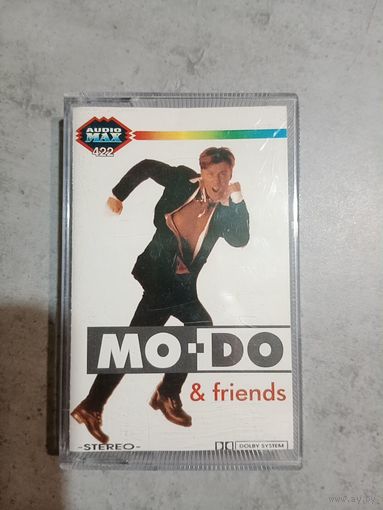 AUDIO
MAX
422
MO-DO
& friends
-STEREO-
DOLBY SYSTEM
www.ay.by